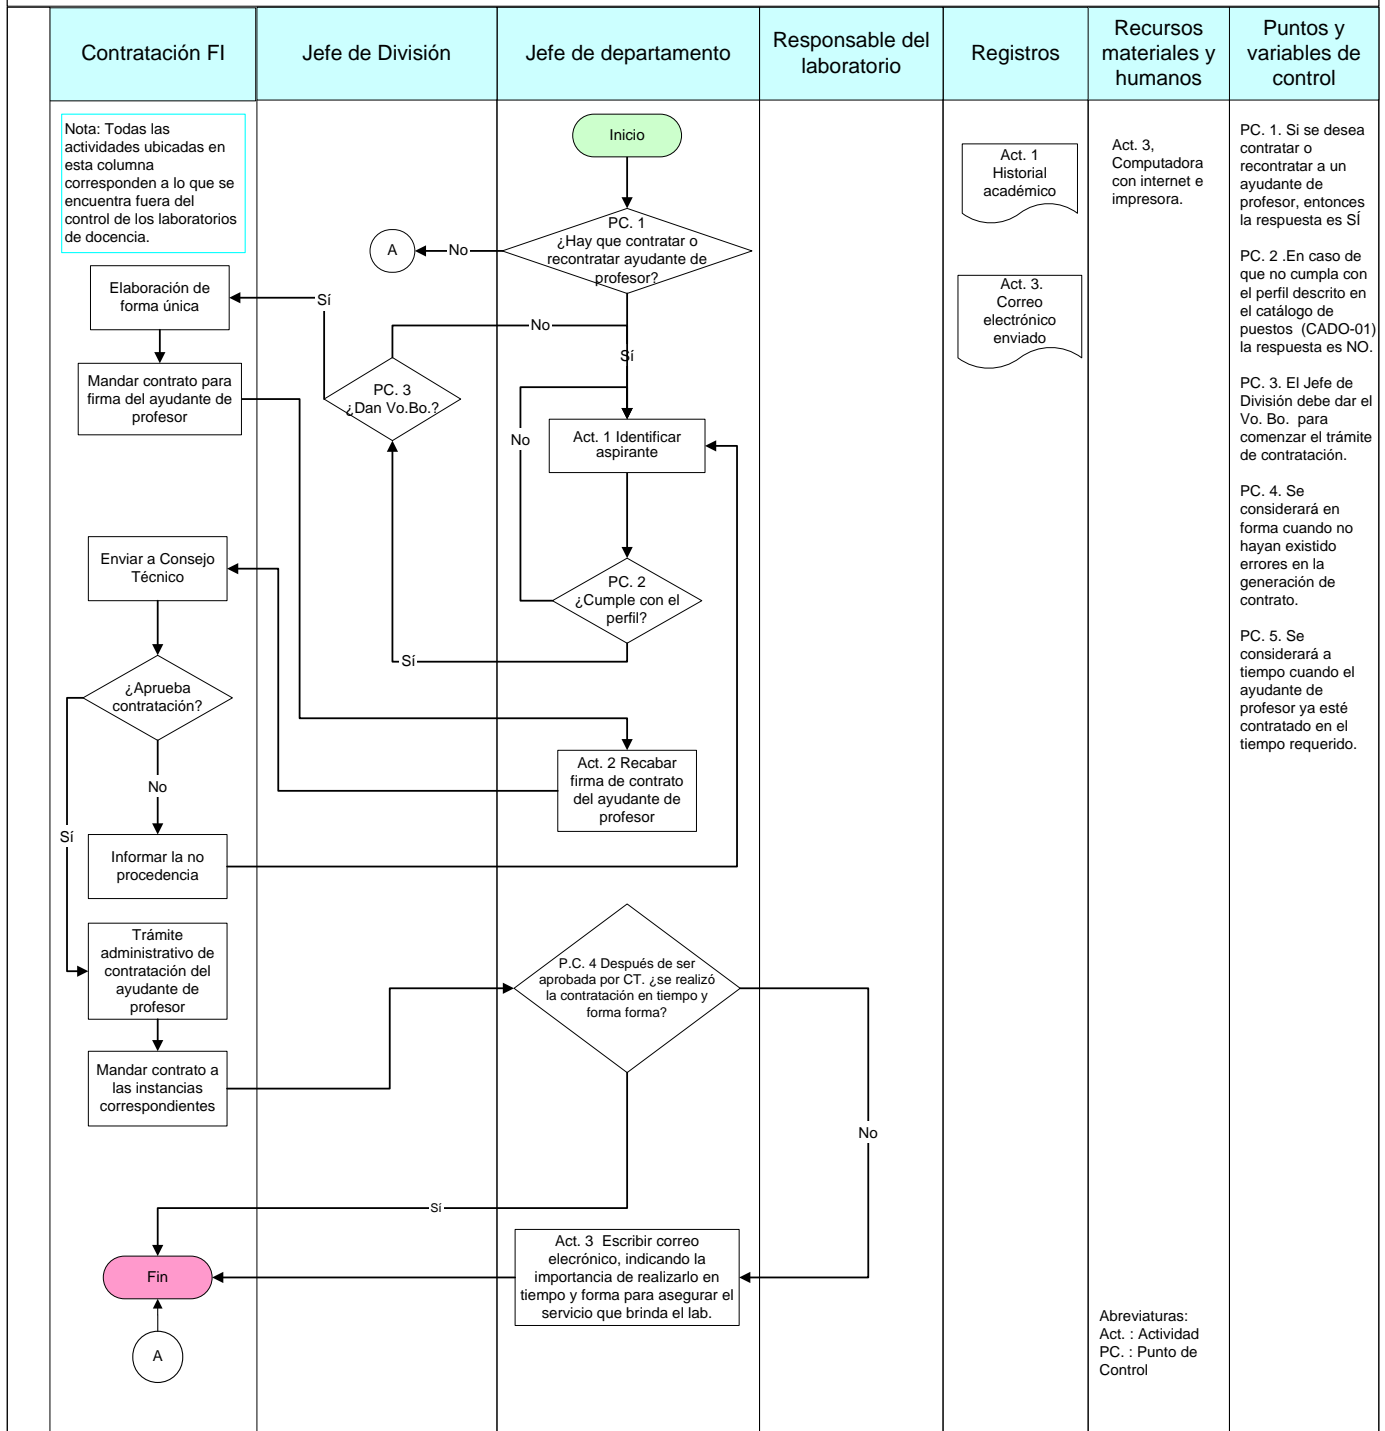 Contratación FI
Jefe de División
Jefe de departamento
Responsable del
laboratorio
Registros
Recursos
materiales y
humanos
Puntos y
variables de
control
Nota: Todas las
actividades ubicadas en
esta columna
corresponden a lo que se
encuentra fuera del
control de los laboratorios
de docencia.
Elaboración de
forma única
Mandar contrato para
firma del ayudante de
profesor
Enviar a Consejo
Técnico
¿Aprueba
contratación?
No
Sí
Informar la no
procedencia
Trámite
administrativo de
contratación del
ayudante de
profesor
Mandar contrato a
las instancias
correspondientes
Fin
A
A
No
Sí
No
PC. 3
¿Dan Vo.Bo.?
Sí
Sí
Inicio
PC. 1
¿Hay que contratar o
recontratar ayudante de
profesor?
Sí
No
Act. 1 Identificar
aspirante
PC. 2
¿Cumple con el
perfil?
Act. 2 Recabar
firma de contrato
del ayudante de
profesor
P.C. 4 Después de ser
aprobada por CT. ¿se realizó
la contratación en tiempo y
forma forma?
No
Act. 3  Escribir correo
elecrónico, indicando la
importancia de realizarlo en
tiempo y forma para asegurar el
servicio que brinda el lab.
Act. 1
Historial
académico
Act. 3.
Correo
electrónico
enviado
Act. 3,
Computadora
con internet e
impresora.
Abreviaturas:
Act. : Actividad
PC. : Punto de
Control
PC. 1. Si se desea
contratar o
recontratar a un
ayudante de
profesor, entonces
la respuesta es SÍ
PC. 2 .En caso de
que no cumpla con
el perfil descrito en
el catálogo de
puestos  (CADO-01)
la respuesta es NO.
PC. 3. El Jefe de
División debe dar el
Vo. Bo.  para
comenzar el trámite
de contratación.
PC. 4. Se
considerará en
forma cuando no
hayan existido
errores en la
generación de
contrato.
PC. 5. Se
considerará a
tiempo cuando el
ayudante de
profesor ya esté
contratado en el
tiempo requerido.